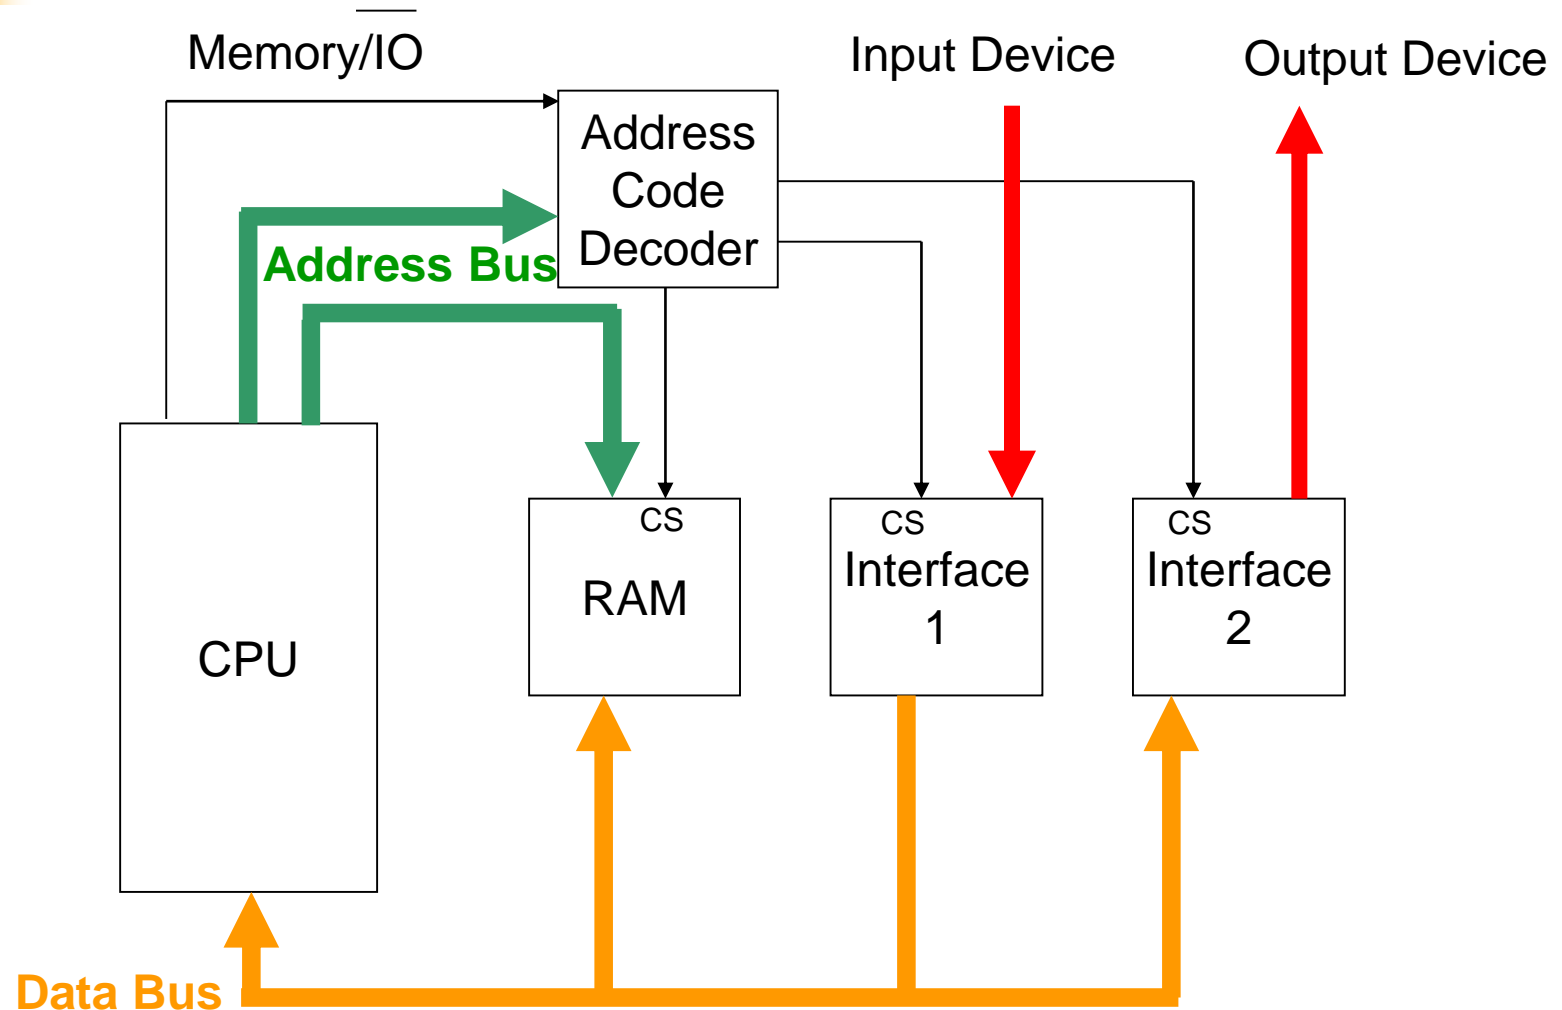 Memory/IO
Input Device
Output Device
Address
Code
Decoder
Address Bus
CS
RAM
CS
Interface
1
CS
Interface
2
CPU
Data Bus